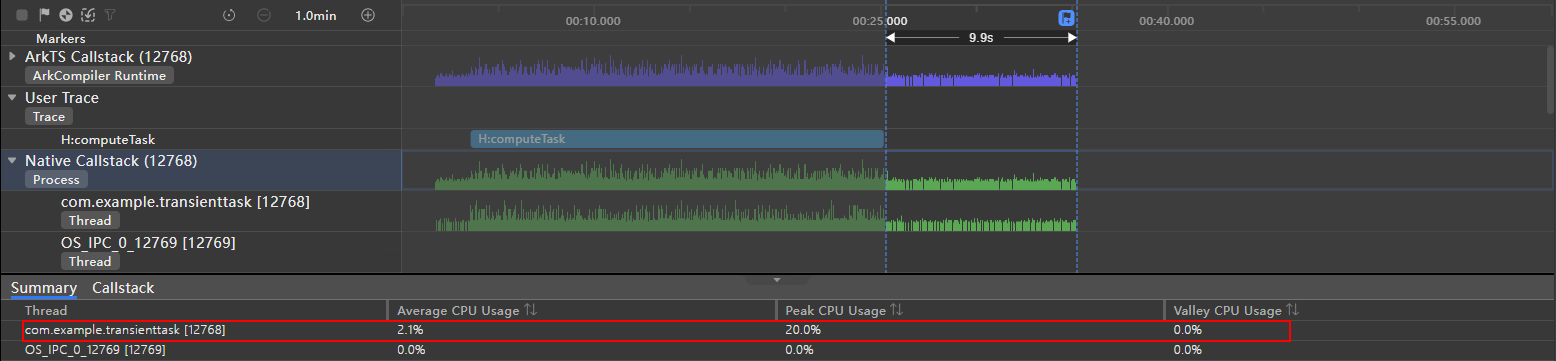 1.0min 00:10.000 00:25.000 00:40.000 00:55.000
Markers 9.9s
ArkTS Callstack (12768)
ArkCompiler Runtime
User Trace
Trace
H:computeTask H:computeTask
Native Callstack (12768)
Process
com.example.transienttask [12768]
Thread
OS_IPC_0_12769 [12769]
Thread
Summary Callstack
Thread Average CPU Usage Peak CPU Usage Valley CPU Usage
com.example.transienttask [12768] 2.1% 20.0% 0.0%
OS_IPC_0_12769 [12769] 0.0% 0.0% 0.0%